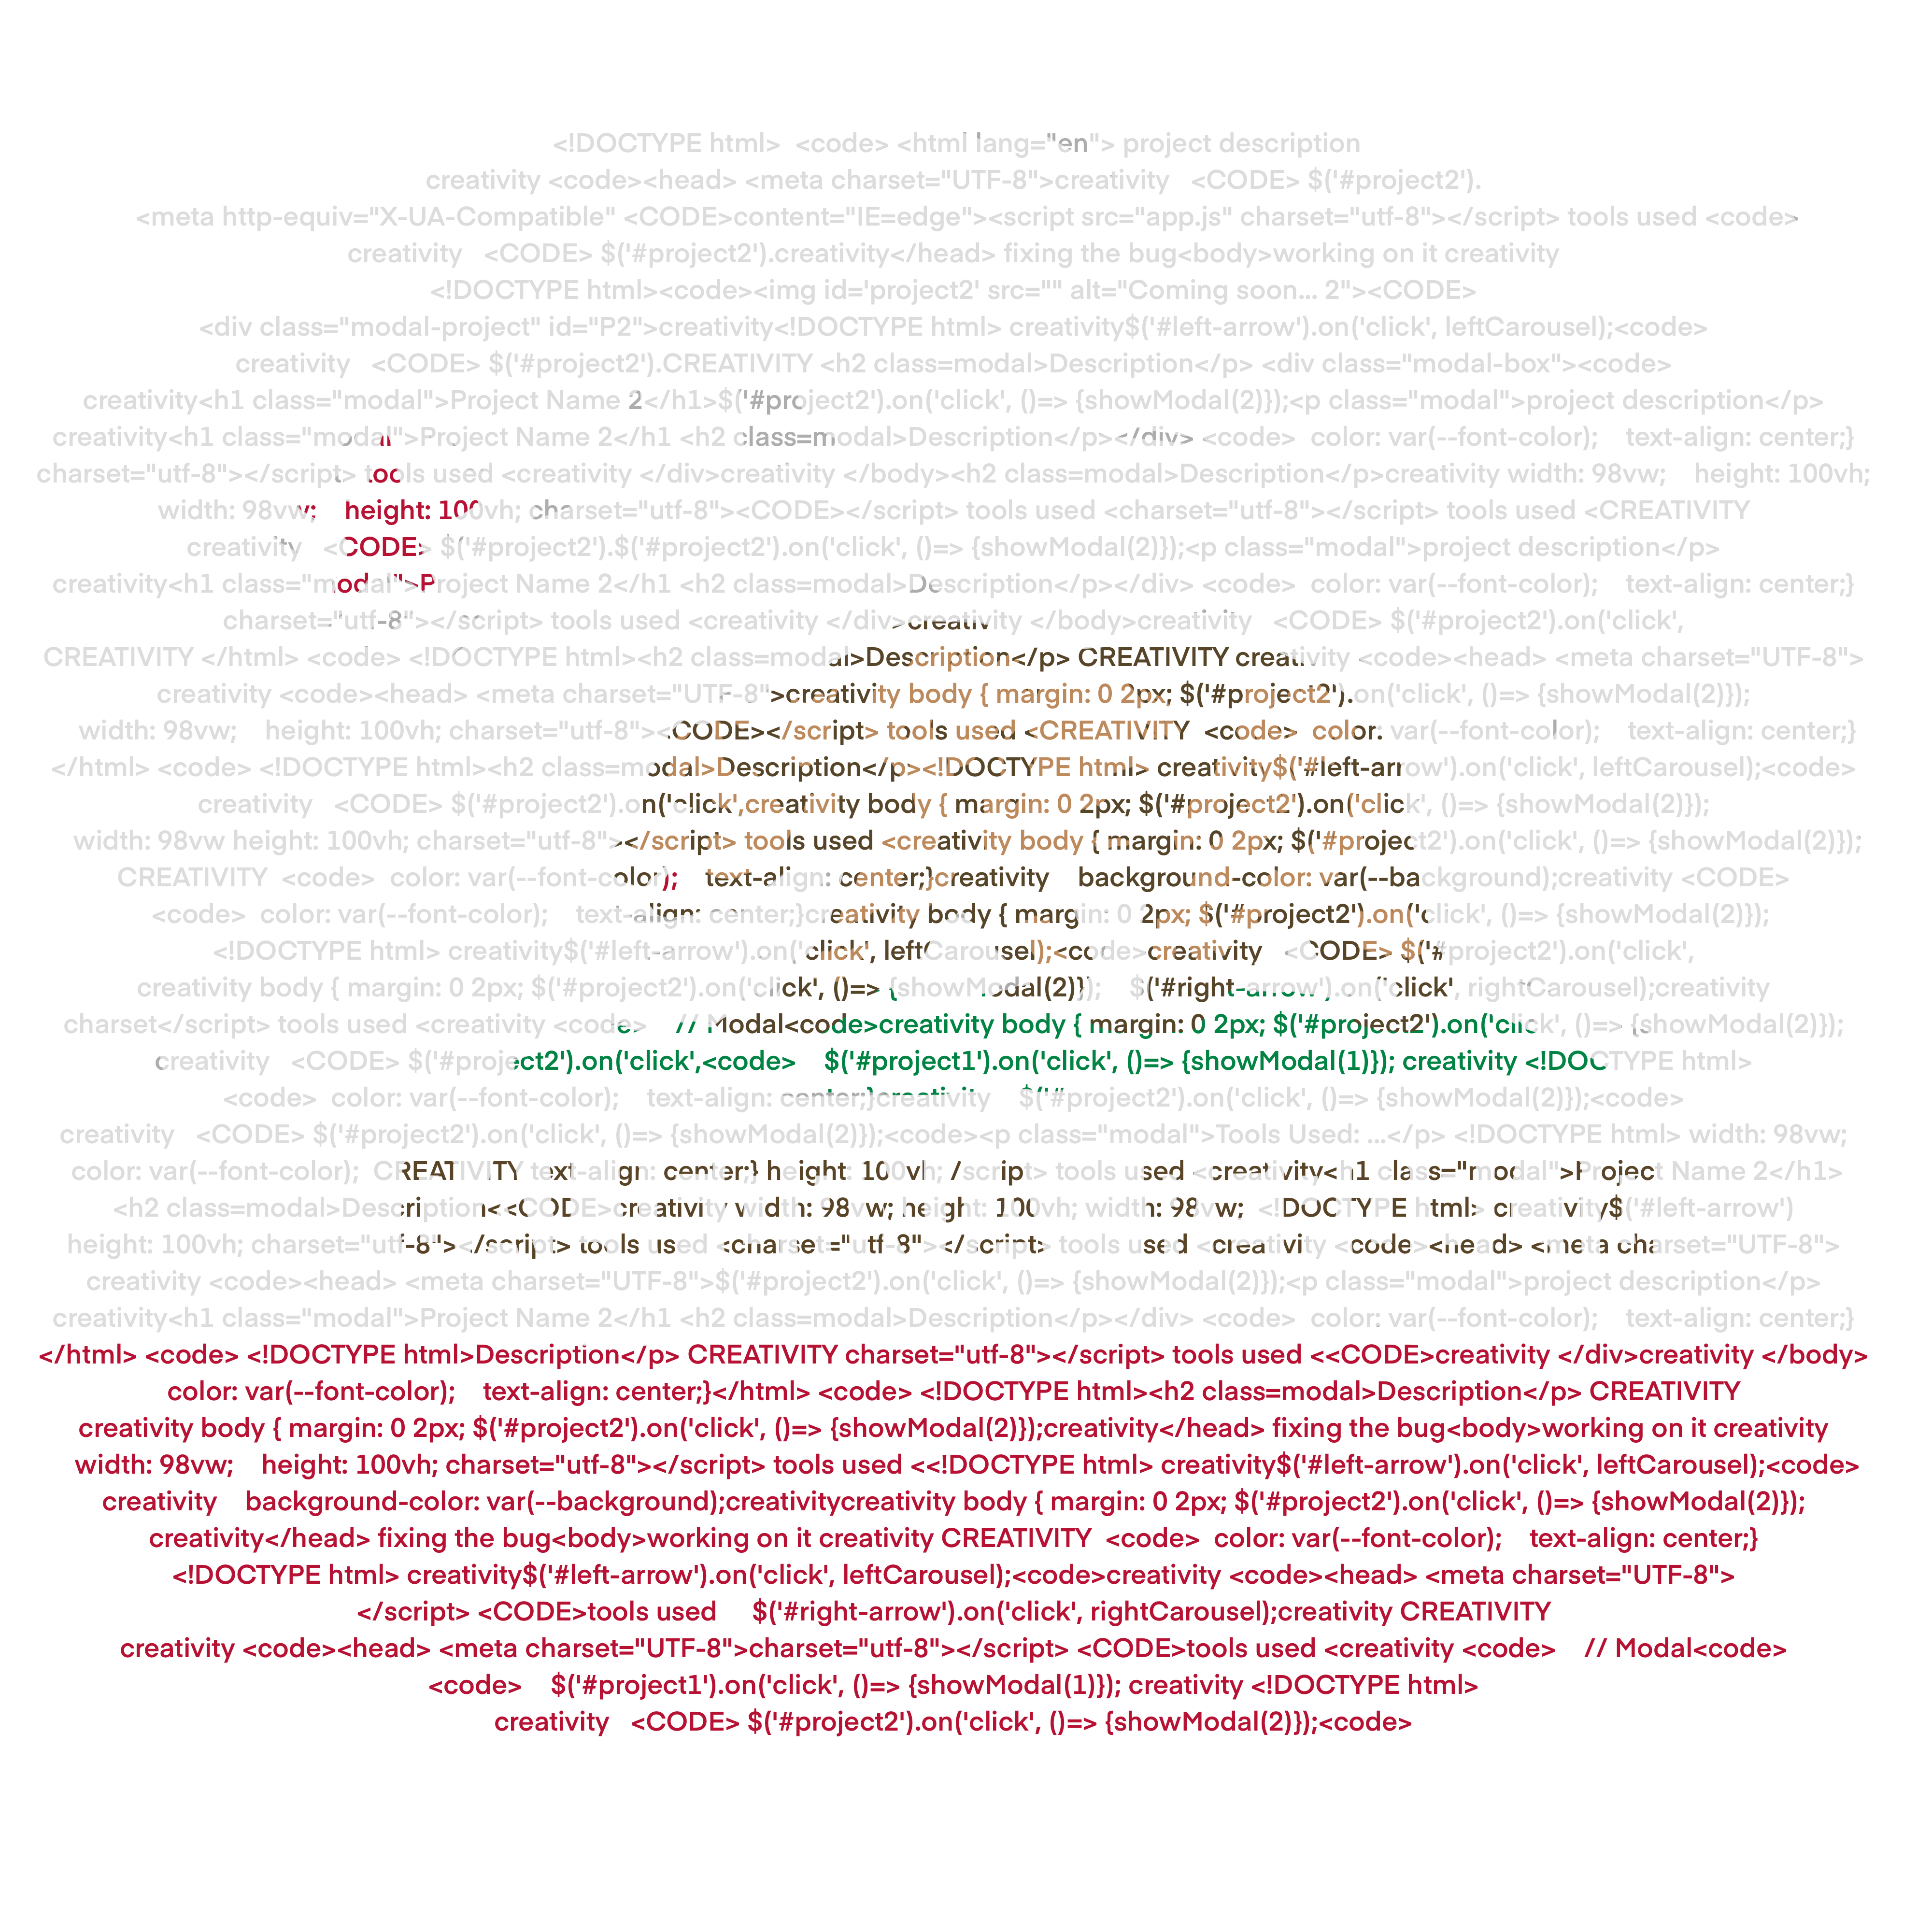 <!DOCTYPE html>  <code> <html lang="en"> project description
creativity <code><head> <meta charset="UTF-8">creativity   <CODE> $('#project2').
<meta http-equiv="X-UA-Compatible" <CODE>content="IE=edge"><script src="app.js" charset="utf-8"></script> tools used <code>
creativity   <CODE> $('#project2').creativity</head> fixing the bug<body>working on it creativity
<!DOCTYPE html><code><img id='project2' src="" alt="Coming soon... 2"><CODE>
<div class="modal-project" id="P2">creativity<!DOCTYPE html> creativity$('#left-arrow').on('click', leftCarousel);<code>
creativity   <CODE> $('#project2').CREATIVITY <h2 class=modal>Description</p> <div class="modal-box"><code>
creativity<h1 class="modal">Project Name 2</h1>$('#project2').on('click', ()=> {showModal(2)});<p class="modal">project description</p>
creativity<h1 class="modal">Project Name 2</h1 <h2 class=modal>Description</p></div> <code>  color: var(--font-color);    text-align: center;}
charset="utf-8"></script> tools used <creativity </div>creativity </body><h2 class=modal>Description</p>creativity width: 98vw;    height: 100vh;
width: 98vw;    height: 100vh; charset="utf-8"><CODE></script> tools used <charset="utf-8"></script> tools used <CREATIVITY
creativity   <CODE> $('#project2').$('#project2').on('click', ()=> {showModal(2)});<p class="modal">project description</p>
creativity<h1 class="modal">Project Name 2</h1 <h2 class=modal>Description</p></div> <code>  color: var(--font-color);    text-align: center;}
charset="utf-8"></script> tools used <creativity </div>creativity </body>creativity   <CODE> $('#project2').on('click',
CREATIVITY </html> <code> <!DOCTYPE html><h2 class=modal>Description</p> CREATIVITY creativity <code><head> <meta charset="UTF-8">
creativity <code><head> <meta charset="UTF-8">creativity body { margin: 0 2px; $('#project2').on('click', ()=> {showModal(2)});
width: 98vw;    height: 100vh; charset="utf-8"><CODE></script> tools used <CREATIVITY  <code>  color: var(--font-color);    text-align: center;}
</html> <code> <!DOCTYPE html><h2 class=modal>Description</p><!DOCTYPE html> creativity$('#left-arrow').on('click', leftCarousel);<code>
creativity   <CODE> $('#project2').on('click',creativity body { margin: 0 2px; $('#project2').on('click', ()=> {showModal(2)});
width: 98vw height: 100vh; charset="utf-8"></script> tools used <creativity body { margin: 0 2px; $('#project2').on('click', ()=> {showModal(2)});
CREATIVITY  <code>  color: var(--font-color);    text-align: center;}creativity    background-color: var(--background);creativity <CODE>
<code>  color: var(--font-color);    text-align: center;}creativity body { margin: 0 2px; $('#project2').on('click', ()=> {showModal(2)});
<!DOCTYPE html> creativity$('#left-arrow').on('click', leftCarousel);<code>creativity   <CODE> $('#project2').on('click',
creativity body { margin: 0 2px; $('#project2').on('click', ()=> {showModal(2)});    $('#right-arrow').on('click', rightCarousel);creativity
charset</script> tools used <creativity <code>    // Modal<code>creativity body { margin: 0 2px; $('#project2').on('click', ()=> {showModal(2)});
creativity   <CODE> $('#project2').on('click',<code>    $('#project1').on('click', ()=> {showModal(1)}); creativity <!DOCTYPE html>
<code>  color: var(--font-color);    text-align: center;}creativity    $('#project2').on('click', ()=> {showModal(2)});<code>
creativity   <CODE> $('#project2').on('click', ()=> {showModal(2)});<code><p class="modal">Tools Used: ...</p> <!DOCTYPE html> width: 98vw;
color: var(--font-color);  CREATIVITY text-align: center;} height: 100vh; /script> tools used <creativity<h1 class="modal">Project Name 2</h1>
<h2 class=modal>Description<<CODE>creativity width: 98vw; height: 100vh; width: 98vw;  <!DOCTYPE html> creativity$('#left-arrow')
height: 100vh; charset="utf-8"></script> tools used <charset="utf-8"></script> tools used <creativity <code><head> <meta charset="UTF-8">
creativity <code><head> <meta charset="UTF-8">$('#project2').on('click', ()=> {showModal(2)});<p class="modal">project description</p>
creativity<h1 class="modal">Project Name 2</h1 <h2 class=modal>Description</p></div> <code>  color: var(--font-color);    text-align: center;}
</html> <code> <!DOCTYPE html>Description</p> CREATIVITY charset="utf-8"></script> tools used <<CODE>creativity </div>creativity </body>
color: var(--font-color);    text-align: center;}</html> <code> <!DOCTYPE html><h2 class=modal>Description</p> CREATIVITY
creativity body { margin: 0 2px; $('#project2').on('click', ()=> {showModal(2)});creativity</head> fixing the bug<body>working on it creativity
width: 98vw;    height: 100vh; charset="utf-8"></script> tools used <<!DOCTYPE html> creativity$('#left-arrow').on('click', leftCarousel);<code>
creativity    background-color: var(--background);creativitycreativity body { margin: 0 2px; $('#project2').on('click', ()=> {showModal(2)});
creativity</head> fixing the bug<body>working on it creativity CREATIVITY  <code>  color: var(--font-color);    text-align: center;}
<!DOCTYPE html> creativity$('#left-arrow').on('click', leftCarousel);<code>creativity <code><head> <meta charset="UTF-8">
</script> <CODE>tools used     $('#right-arrow').on('click', rightCarousel);creativity CREATIVITY
creativity <code><head> <meta charset="UTF-8">charset="utf-8"></script> <CODE>tools used <creativity <code>    // Modal<code>
<code>    $('#project1').on('click', ()=> {showModal(1)}); creativity <!DOCTYPE html>
creativity   <CODE> $('#project2').on('click', ()=> {showModal(2)});<code>